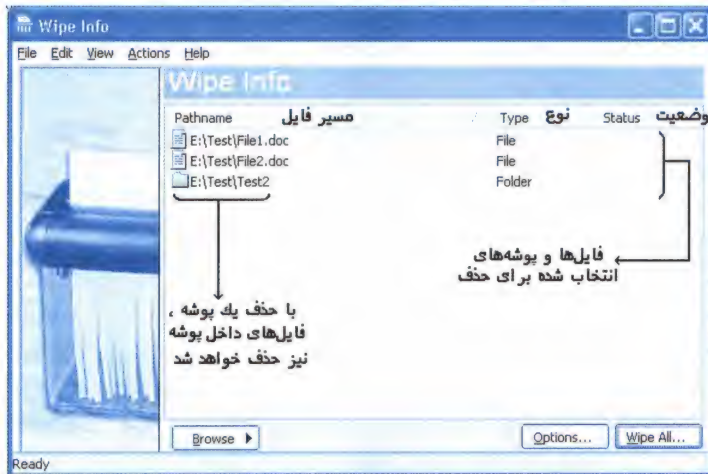 Wipe Info
File Edit View Actions Help
Wipe Info
Pathname مسیر فایل Type نوع Status وضعیت
E:\Test\File1.doc File
E:\Test\File2.doc File
E:\Test\Test2 Folder
فایل‌ها و پوشه‌های
انتخاب شده برای حذف
با حذف یك پوشه ،
فایل‌های داخل پوشه
نیز حذف خواهد شد
Browse Options... Wipe All...
Ready